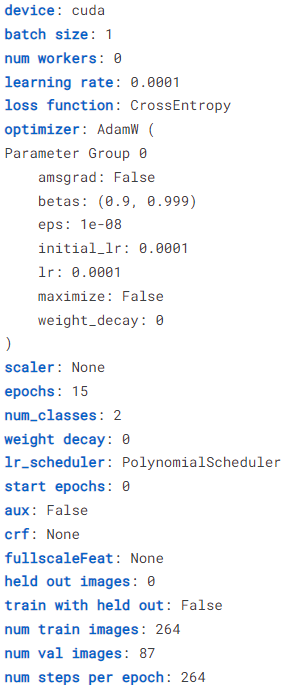 device: cuda
batch size: 1
num workers: 0
learning rate: 0.0001
loss function: CrossEntropy
optimizer: AdamW (
Parameter Group 0
    amsgrad: False
    betas: (0.9, 0.999)
    eps: 1e-08
    initial_lr: 0.0001
    lr: 0.0001
    maximize: False
    weight_decay: 0
)
scaler: None
epochs: 15
num_classes: 2
weight decay: 0
lr_scheduler: PolynomialScheduler
start epochs: 0
aux: False
crf: None
fullscaleFeat: None
held out images: 0
train with held out: False
num train images: 264
num val images: 87
num steps per epoch: 264